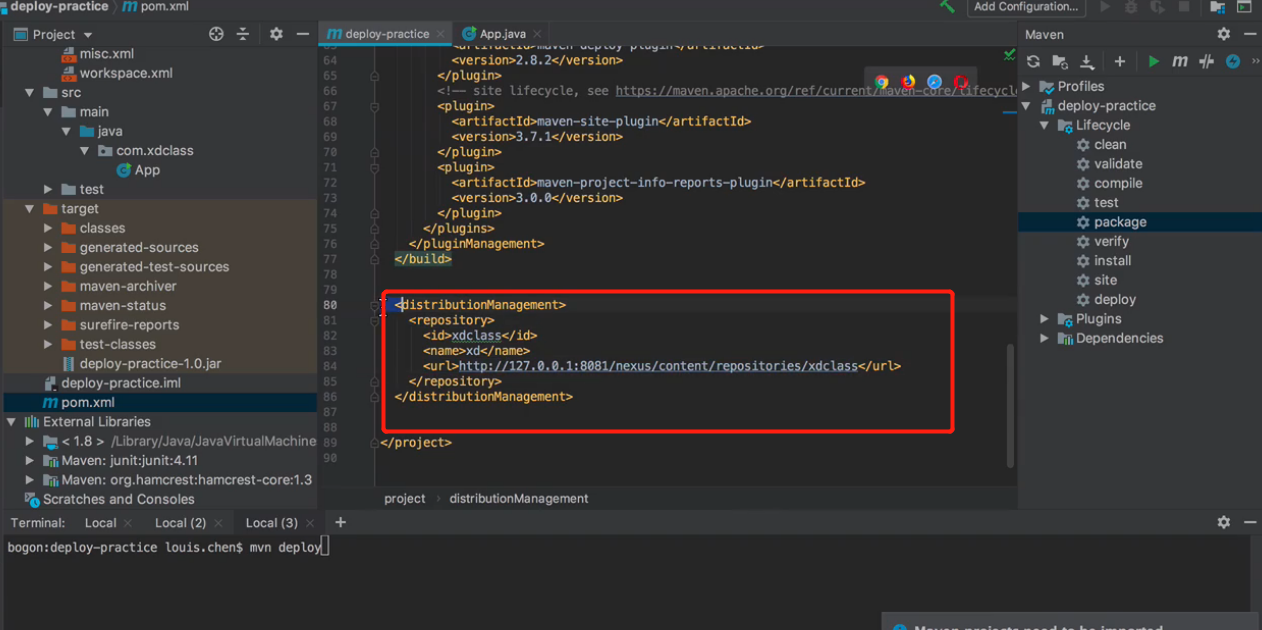 deploy-practice
pom.xml
Add Configuration...
Project
deploy-practice
App.java
Maven
misc.xml
workspace.xml
src
main
java
com.xdclass
App
test
target
classes
generated-sources
generated-test-sources
maven-archiver
maven-status
surefire-reports
test-classes
deploy-practice-1.0.jar
deploy-practice.iml
pom.xml
External Libraries
< 1.8 > /Library/Java/JavaVirtualMachine
Maven: junit:junit:4.11
Maven: org.hamcrest:hamcrest-core:1.3
Scratches and Consoles
<artifactId>maven-deploy-plugin</artifactId>
64 <version>2.8.2</version>
65 </plugin>
66 <!-- site lifecycle, see https://maven.apache.org/ref/current/maven-core/lifecycl
67 <plugin>
68 <artifactId>maven-site-plugin</artifactId>
69 <version>3.7.1</version>
70 </plugin>
71 <plugin>
72 <artifactId>maven-project-info-reports-plugin</artifactId>
73 <version>3.0.0</version>
74 </plugin>
75 </plugins>
76 </pluginManagement>
77 </build>
78
79
80 <distributionManagement>
81 <repository>
82 <id>xdclass</id>
83 <name>xd</name>
84 <url>http://127.0.0.1:8081/nexus/content/repositories/xdclass</url>
85 </repository>
86 </distributionManagement>
87
88
89 </project>
90
project › distributionManagement
Profiles
deploy-practice
Lifecycle
clean
validate
compile
test
package
verify
install
site
deploy
Plugins
Dependencies
Terminal: Local × Local (2) × Local (3) × +
bogon:deploy-practice louis.chen$ mvn deploy
Maven projects need to be imported